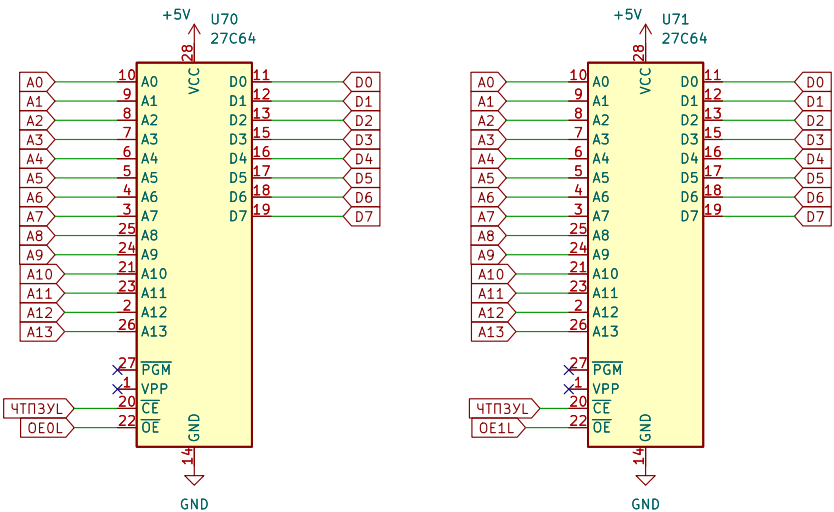 +5V U70
27C64
28
VCC
A0 10 A0 D0 11 D0
A1 9 A1 D1 12 D1
A2 8 A2 D2 13 D2
A3 7 A3 D3 15 D3
A4 6 A4 D4 16 D4
A5 5 A5 D5 17 D5
A6 4 A6 D6 18 D6
A7 3 A7 D7 19 D7
A8 25 A8
A9 24 A9
A10 21 A10
A11 23 A11
A12 2 A12
A13 26 A13
27 PGM
1 VPP
ЧТПЗУL 20 CE
OE0L 22 OE
GND
14
GND
+5V U71
27C64
28
VCC
A0 10 A0 D0 11 D0
A1 9 A1 D1 12 D1
A2 8 A2 D2 13 D2
A3 7 A3 D3 15 D3
A4 6 A4 D4 16 D4
A5 5 A5 D5 17 D5
A6 4 A6 D6 18 D6
A7 3 A7 D7 19 D7
A8 25 A8
A9 24 A9
A10 21 A10
A11 23 A11
A12 2 A12
A13 26 A13
27 PGM
1 VPP
ЧТПЗУL 20 CE
OE1L 22 OE
GND
14
GND